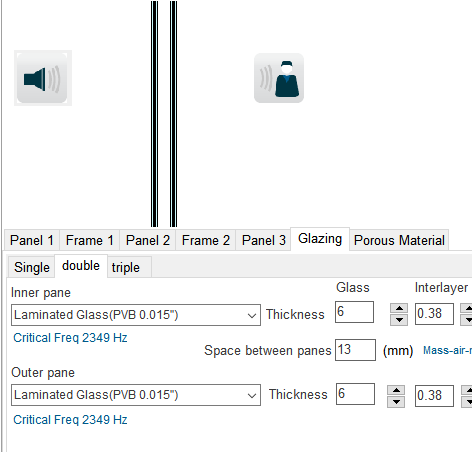 Panel 1 Frame 1 Panel 2 Frame 2 Panel 3 Glazing Porous Material
Single double triple
Glass Interlayer
Inner pane
Laminated Glass(PVB 0.015") Thickness 6 0.38
Critical Freq 2349 Hz
Space between panes 13 (mm) Mass-air-
Outer pane
Laminated Glass(PVB 0.015") Thickness 6 0.38
Critical Freq 2349 Hz